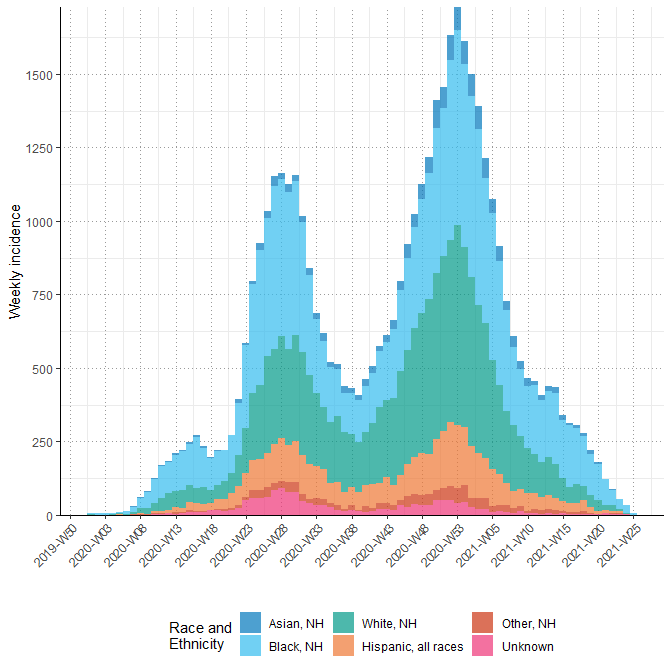 Weekly incidence
1500
1250
1000
750
500
250
0
2019-W50
2020-W03
2020-W08
2020-W13
2020-W18
2020-W23
2020-W28
2020-W33
2020-W38
2020-W43
2020-W48
2020-W53
2021-W05
2021-W10
2021-W15
2021-W20
2021-W25
Race and
Ethnicity
Asian, NH
White, NH
Other, NH
Black, NH
Hispanic, all races
Unknown